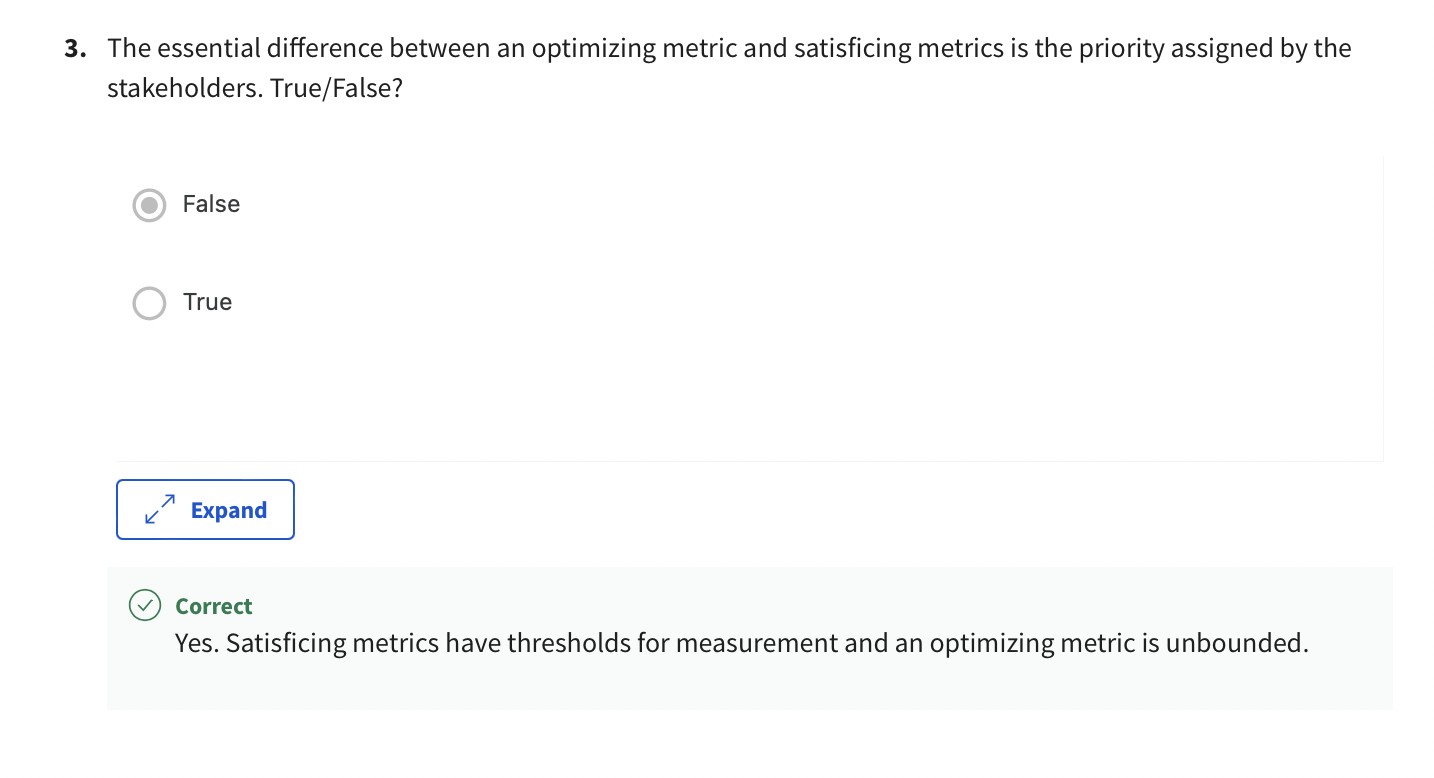 3. The essential difference between an optimizing metric and satisficing metrics is the priority assigned by the
stakeholders. True/False?
False
True
Expand
Correct
Yes. Satisficing metrics have thresholds for measurement and an optimizing metric is unbounded.